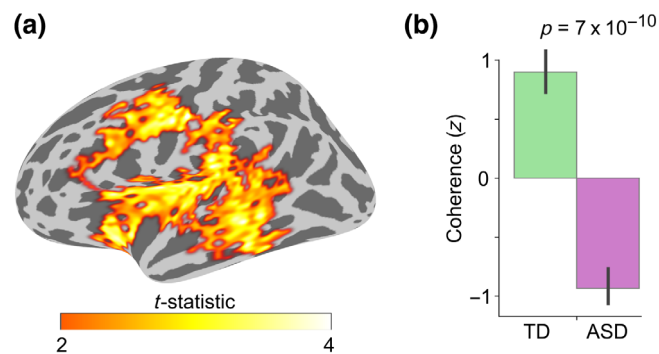 (a)
t-statistic
2 4
(b)
p = 7 x 10⁻¹⁰
Coherence (z)
1
0
−1
TD ASD